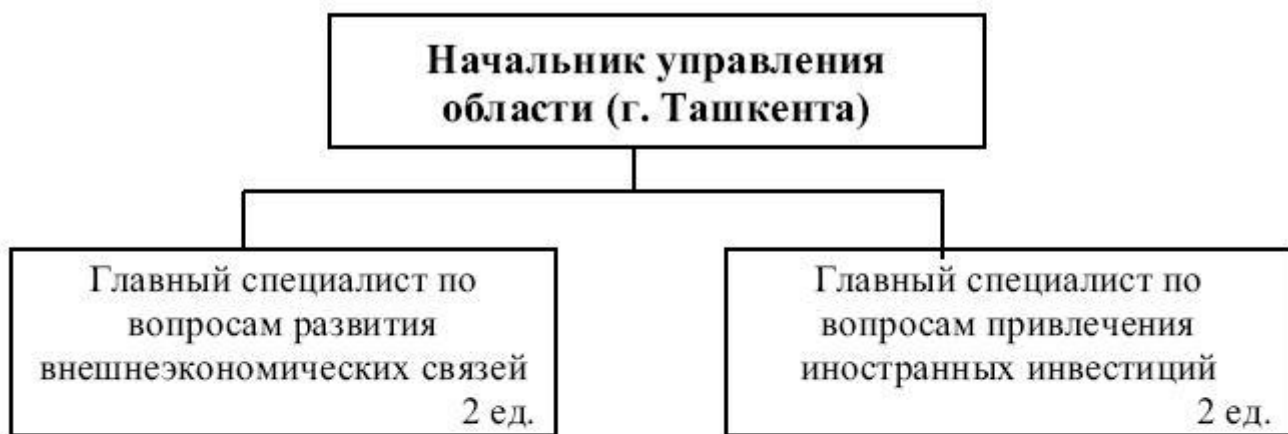 Начальник управления
области (г. Ташкента)
Главный специалист по
вопросам развития
внешнеэкономических связей
2 ед.
Главный специалист по
вопросам привлечения
иностранных инвестиций
2 ед.